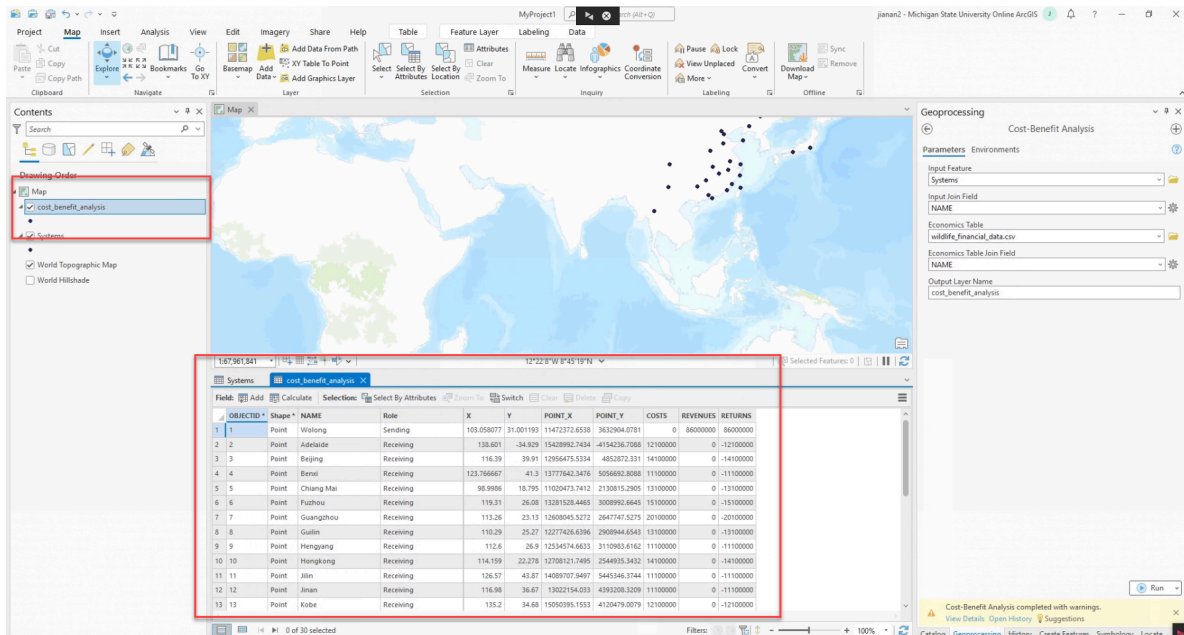 MyProject1
rch (Alt+Q)
jianan2 - Michigan State University Online ArcGIS
Project Map Insert Analysis View Edit Imagery Share Help Table Feature Layer Labeling Data
Cut
Copy
Copy Path
Paste
Explore
Bookmarks
Go To XY
Basemap
Add Data
Add Data From Path
XY Table To Point
Add Graphics Layer
Select
Select By Attributes
Select By Location
Attributes
Clear
Zoom To
Measure Locate Infographics Coordinate Conversion
Pause Lock
View Unplaced
More
Convert
Download Map
Sync
Remove
Clipboard Navigate Layer Selection Inquiry Labeling Offline
Contents
Search
Drawing Order
Map
cost_benefit_analysis
Systems
World Topographic Map
World Hillshade
Map
1:67,961,841
12°22'8"W 8°45'19"N
Selected Features: 0
Systems cost_benefit_analysis
Field: Add Calculate Selection: Select By Attributes Zoom To Switch Clear Delete Copy
OBJECTID * Shape * NAME Role X Y POINT_X POINT_Y COSTS REVENUES RETURNS
1 1 Point Wolong Sending 103.058077 31.001193 11472372.6538 3632904.0781 0 86000000 86000000
2 2 Point Adelaide Receiving 138.601 -34.929 15428992.7434 -4154236.7088 12100000 0 -12100000
3 3 Point Beijing Receiving 116.39 39.91 12956475.5334 4852872.331 14100000 0 -14100000
4 4 Point Benxi Receiving 123.766667 41.3 13777642.3476 5056692.8088 11100000 0 -11100000
5 5 Point Chiang Mai Receiving 98.9986 18.795 11020473.7412 2130815.2905 13100000 0 -13100000
6 6 Point Fuzhou Receiving 119.31 26.08 13281528.4465 3008992.6645 15100000 0 -15100000
7 7 Point Guangzhou Receiving 113.26 23.13 12608045.5272 2647747.5275 20100000 0 -20100000
8 8 Point Guilin Receiving 110.29 25.27 12277426.6396 2908944.6543 13100000 0 -13100000
9 9 Point Hengyang Receiving 112.6 26.9 12534574.6633 3110983.6162 11100000 0 -11100000
10 10 Point Hongkong Receiving 114.159 22.278 12708121.7495 2544935.3432 14100000 0 -14100000
11 11 Point Jilin Receiving 126.57 43.87 14089707.9497 5445346.3744 11100000 0 -11100000
12 12 Point Jinan Receiving 116.98 36.67 13022154.033 4393208.3209 11100000 0 -11100000
13 13 Point Kobe Receiving 135.2 34.68 15050395.1553 4120479.0079 12100000 0 -12100000
0 of 30 selected
Filters:
100%
Geoprocessing
Cost-Benefit Analysis
Parameters Environments
Input Feature
Systems
Input Join Field
NAME
Economics Table
wildlife_financial_data.csv
Economics Table Join Field
NAME
Output Layer Name
cost_benefit_analysis
Run
Cost-Benefit Analysis completed with warnings.
View Details Open History Suggestions
Catalog Geoprocessing History Create Features Symbology Locate